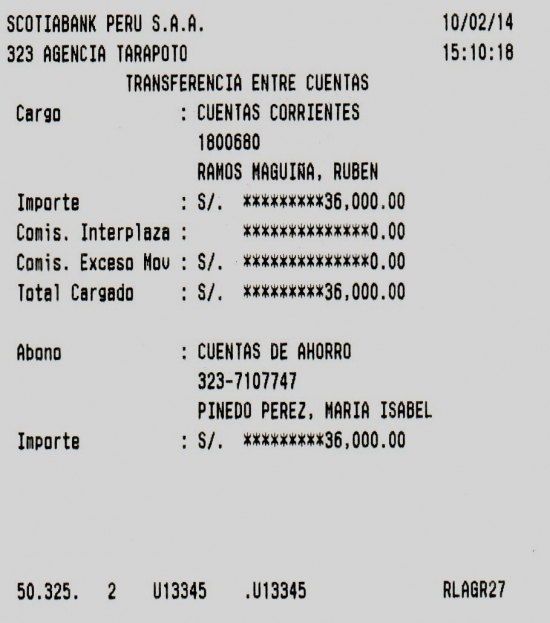 SCOTIABANK PERU S.A.A. 10/02/14
323 AGENCIA TARAPOTO 15:10:18
TRANSFERENCIA ENTRE CUENTAS
Cargo : CUENTAS CORRIENTES
1800680
RAMOS MAGUIÑA, RUBEN
Importe : S/. *********36,000.00
Comis. Interplaza : **************0.00
Comis. Exceso Mov : S/. **************0.00
Total Cargado : S/. *********36,000.00
Abono : CUENTAS DE AHORRO
323-7107747
PINEDO PEREZ, MARIA ISABEL
Importe : S/. *********36,000.00
50.325. 2 U13345 .U13345 RLAGR27